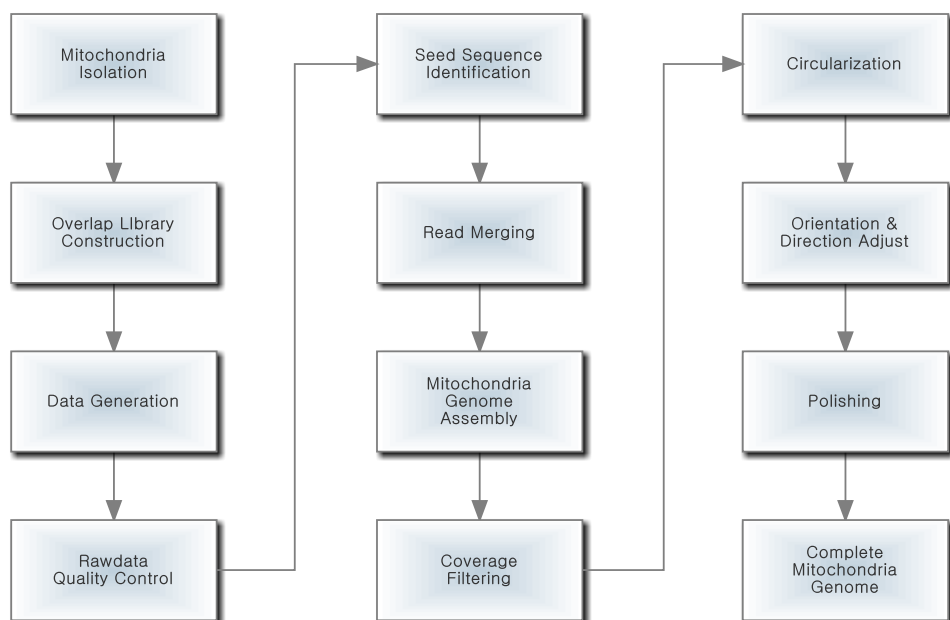 Mitochondria
Isolation
Overlap LIbrary
Construction
Data Generation
Rawdata
Quality Control
Seed Sequence
Identification
Read Merging
Mitochondria
Genome
Assembly
Coverage
Filtering
Circularization
Orientation &
Direction Adjust
Polishing
Complete
Mitochondria
Genome